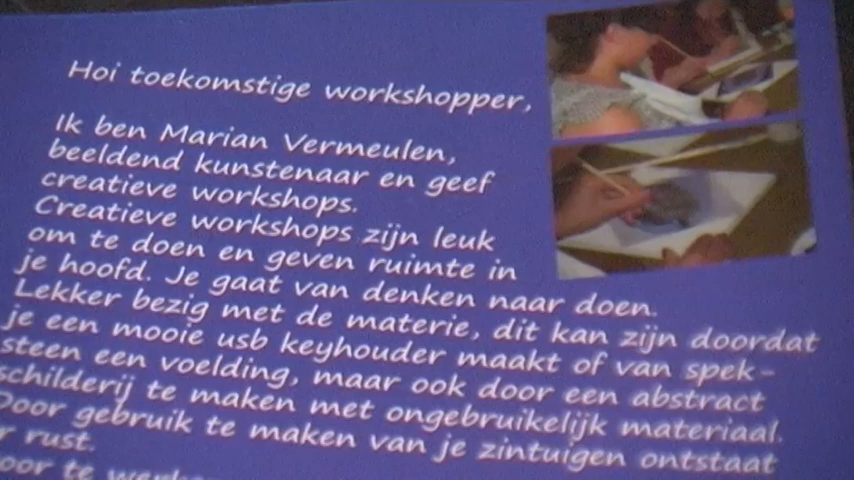 Hoi toekomstige workshopper,
Ik ben Marian Vermeulen,
beeldend kunstenaar en geef
creatieve workshops.
Creatieve workshops zijn leuk
om te doen en geven ruimte in
je hoofd. Je gaat van denken naar doen.
Lekker bezig met de materie, dit kan zijn doordat
je een mooie usb keyhouder maakt of van spek-
steen een voelding, maar ook door een abstract
schilderij te maken met ongebruikelijk materiaal.
Door gebruik te maken van je zintuigen ontstaat
r rust.
oor te